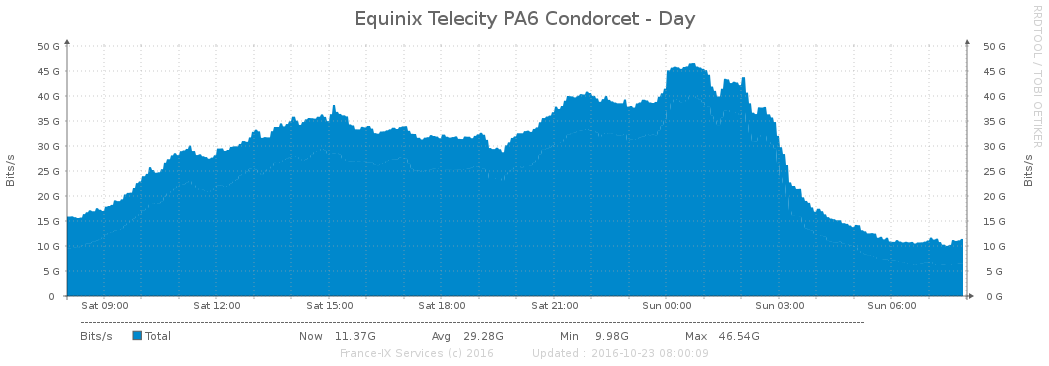 Equinix Telecity PA6 Condorcet - Day
RRDTOOL / TOBI OETIKER
50 G 50 G
45 G 45 G
40 G 40 G
35 G 35 G
30 G 30 G
25 G 25 G
20 G 20 G
15 G 15 G
10 G 10 G
5 G 5 G
0 0 G
Bits/s
Bits/s
Sat 09:00 Sat 12:00 Sat 15:00 Sat 18:00 Sat 21:00 Sun 00:00 Sun 03:00 Sun 06:00
Bits/s Total Now 11.37G Avg 29.28G Min 9.98G Max 46.54G
France-IX Services (c) 2016 Updated : 2016-10-23 08:00:09